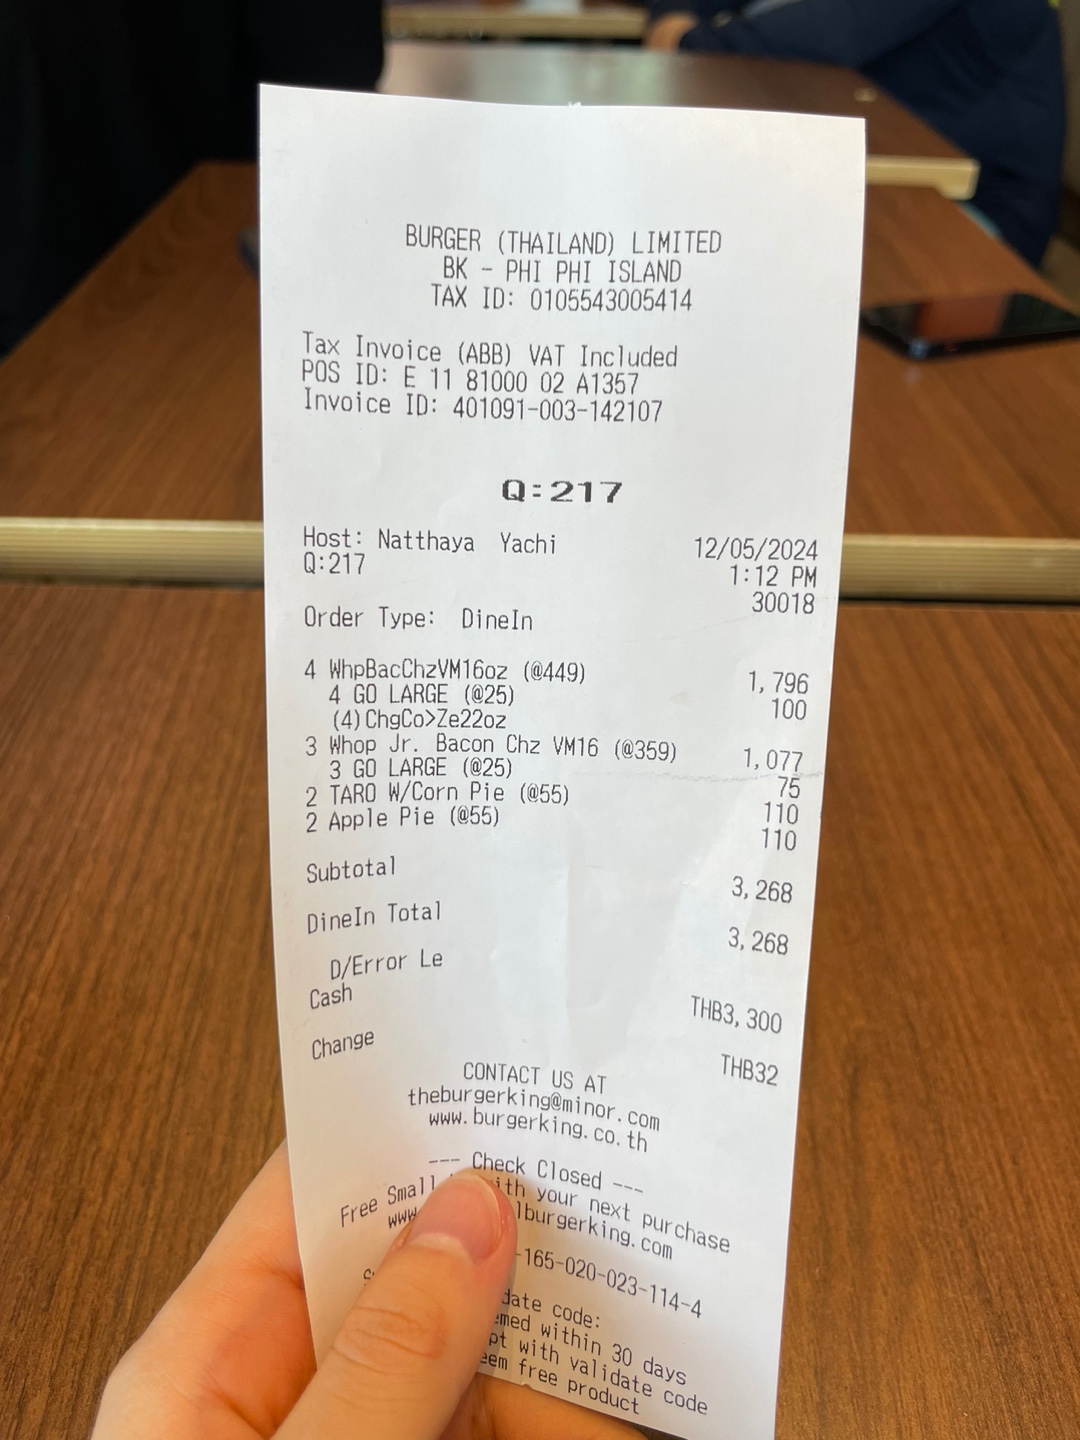 BURGER (THAILAND) LIMITED
BK - PHI PHI ISLAND
TAX ID: 0105543005414
Tax Invoice (ABB) VAT Included
POS ID: E 11 81000 02 A1357
Invoice ID: 401091-003-142107
Q:217
Host: Natthaya Yachi 12/05/2024
Q:217 1:12 PM
30018
Order Type: DineIn
4 WhpBacChzVM16oz (@449) 1,796
4 GO LARGE (@25) 100
(4)ChgCo>Ze22oz
3 Whop Jr. Bacon Chz VM16 (@359) 1,077
3 GO LARGE (@25) 75
2 TARO W/Corn Pie (@55) 110
2 Apple Pie (@55) 110
Subtotal 3,268
DineIn Total 3,268
D/Error Le
Cash THB3,300
Change THB32
CONTACT US AT
theburgerking@minor.com
www.burgerking.co.th
--- Check Closed ---
Free Small with your next purchase
www. lburgerking.com
-165-020-023-114-4
code:
within 30 days
with validate code
free product